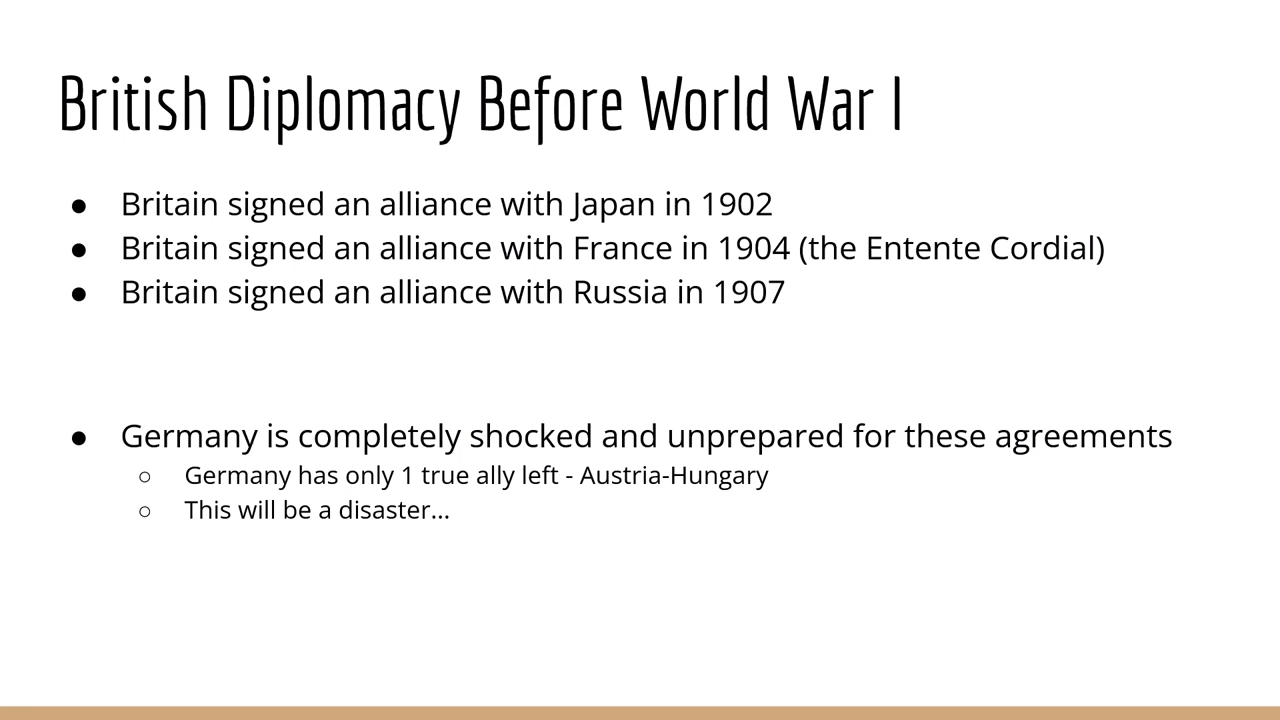 British Diplomacy Before World War I
● Britain signed an alliance with Japan in 1902
● Britain signed an alliance with France in 1904 (the Entente Cordial)
● Britain signed an alliance with Russia in 1907
● Germany is completely shocked and unprepared for these agreements
○ Germany has only 1 true ally left - Austria-Hungary
○ This will be a disaster...